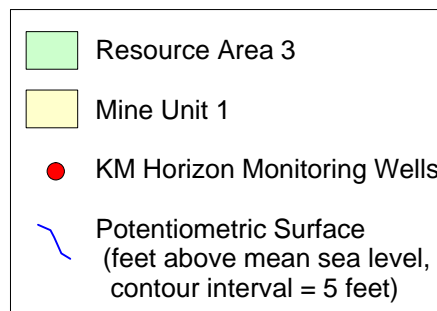 Resource Area 3
Mine Unit 1
KM Horizon Monitoring Wells
Potentiometric Surface
(feet above mean sea level,
contour interval = 5 feet)